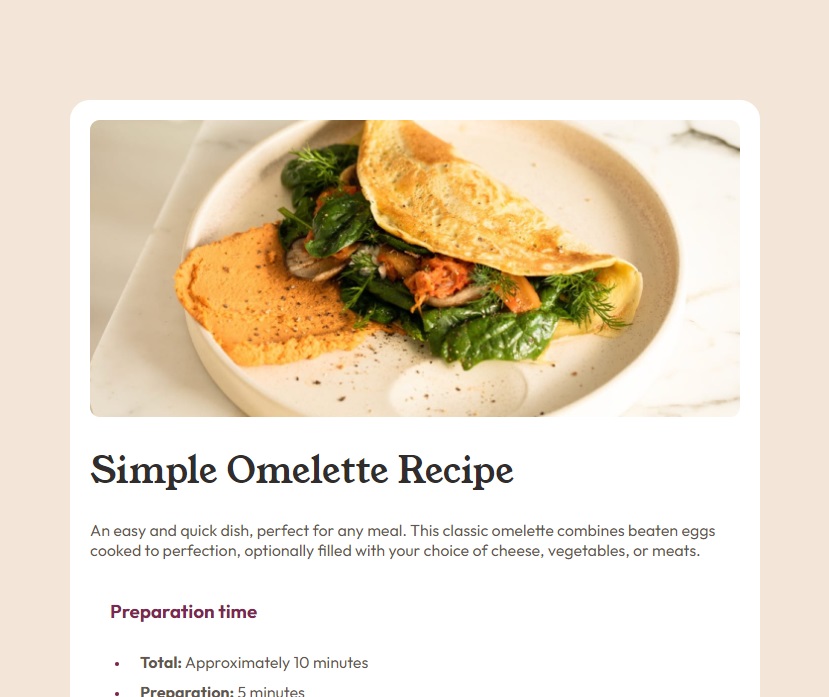 Simple Omelette Recipe
An easy and quick dish, perfect for any meal. This classic omelette combines beaten eggs
cooked to perfection, optionally filled with your choice of cheese, vegetables, or meats.
Preparation time
• Total: Approximately 10 minutes
• Preparation: 5 minutes